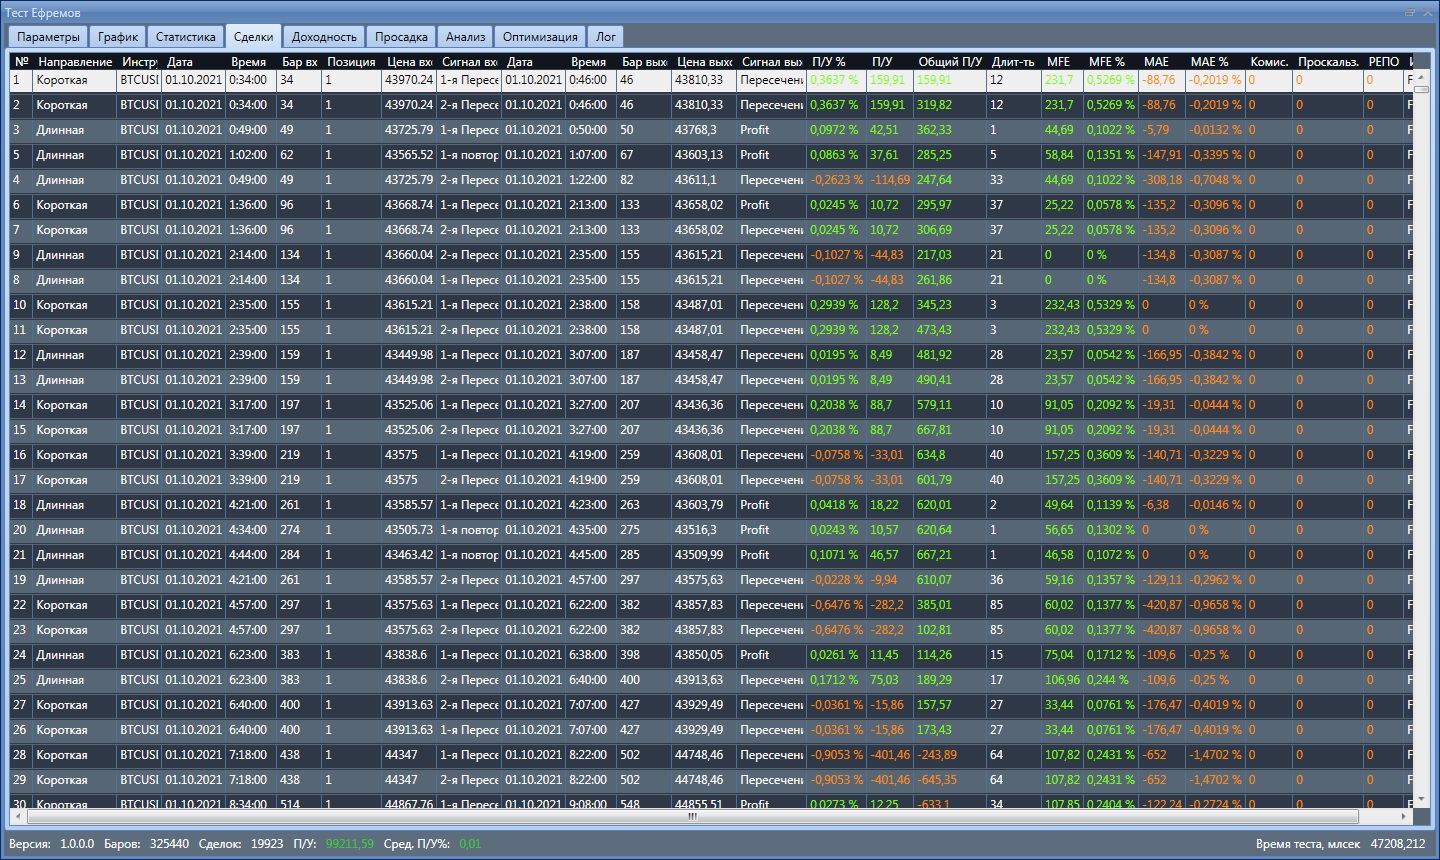 Тест Ефремов
Параметры График Статистика Сделки Доходность Просадка Анализ Оптимизация Лог
№ Направление Инстру Дата Время Бар вх Позиция Цена вхо Сигнал вх Дата Время Бар вых Цена выхо Сигнал вых П/У % П/У Общий П/У Длит-ть MFE MFE % MAE MAE % Комис. Проскальз. РЕПО
1 Короткая BTCUSI 01.10.2021 0:34:00 34 1 43970.24 1-я Пересе 01.10.2021 0:46:00 46 43810,33 Пересечени 0,3637 % 159,91 159,91 12 231,7 0,5269 % -88,76 -0,2019 % 0 0 0 F
2 Короткая BTCUSI 01.10.2021 0:34:00 34 1 43970.24 2-я Пересе 01.10.2021 0:46:00 46 43810,33 Пересечени 0,3637 % 159,91 319,82 12 231,7 0,5269 % -88,76 -0,2019 % 0 0 0 F
3 Длинная BTCUSI 01.10.2021 0:49:00 49 1 43725.79 1-я Пересе 01.10.2021 0:50:00 50 43768,3 Profit 0,0972 % 42,51 362,33 1 44,69 0,1022 % -5,79 -0,0132 % 0 0 0 F
5 Длинная BTCUSI 01.10.2021 1:02:00 62 1 43565.52 1-я повтор 01.10.2021 1:07:00 67 43603,13 Profit 0,0863 % 37,61 285,25 5 58,84 0,1351 % -147,91 -0,3395 % 0 0 0 F
4 Длинная BTCUSI 01.10.2021 0:49:00 49 1 43725.79 2-я Пересе 01.10.2021 1:22:00 82 43611,1 Пересечени -0,2623 % -114,69 247,64 33 44,69 0,1022 % -308,18 -0,7048 % 0 0 0 F
6 Короткая BTCUSI 01.10.2021 1:36:00 96 1 43668.74 1-я Пересе 01.10.2021 2:13:00 133 43658,02 Profit 0,0245 % 10,72 295,97 37 25,22 0,0578 % -135,2 -0,3096 % 0 0 0 F
7 Короткая BTCUSI 01.10.2021 1:36:00 96 1 43668.74 2-я Пересе 01.10.2021 2:13:00 133 43658,02 Profit 0,0245 % 10,72 306,69 37 25,22 0,0578 % -135,2 -0,3096 % 0 0 0 F
9 Длинная BTCUSI 01.10.2021 2:14:00 134 1 43660.04 2-я Пересе 01.10.2021 2:35:00 155 43615,21 Пересечени -0,1027 % -44,83 217,03 21 0 0 % -134,8 -0,3087 % 0 0 0 F
8 Длинная BTCUSI 01.10.2021 2:14:00 134 1 43660.04 1-я Пересе 01.10.2021 2:35:00 155 43615,21 Пересечени -0,1027 % -44,83 261,86 21 0 0 % -134,8 -0,3087 % 0 0 0 F
10 Короткая BTCUSI 01.10.2021 2:35:00 155 1 43615.21 1-я Пересе 01.10.2021 2:38:00 158 43487,01 Пересечени 0,2939 % 128,2 345,23 3 232,43 0,5329 % 0 0 % 0 0 0 F
11 Короткая BTCUSI 01.10.2021 2:35:00 155 1 43615.21 2-я Пересе 01.10.2021 2:38:00 158 43487,01 Пересечени 0,2939 % 128,2 473,43 3 232,43 0,5329 % 0 0 % 0 0 0 F
12 Длинная BTCUSI 01.10.2021 2:39:00 159 1 43449.98 1-я Пересе 01.10.2021 3:07:00 187 43458,47 Пересечени 0,0195 % 8,49 481,92 28 23,57 0,0542 % -166,95 -0,3842 % 0 0 0 F
13 Длинная BTCUSI 01.10.2021 2:39:00 159 1 43449.98 2-я Пересе 01.10.2021 3:07:00 187 43458,47 Пересечени 0,0195 % 8,49 490,41 28 23,57 0,0542 % -166,95 -0,3842 % 0 0 0 F
14 Короткая BTCUSI 01.10.2021 3:17:00 197 1 43525.06 1-я Пересе 01.10.2021 3:27:00 207 43436,36 Пересечени 0,2038 % 88,7 579,11 10 91,05 0,2092 % -19,31 -0,0444 % 0 0 0 F
15 Короткая BTCUSI 01.10.2021 3:17:00 197 1 43525.06 2-я Пересе 01.10.2021 3:27:00 207 43436,36 Пересечени 0,2038 % 88,7 667,81 10 91,05 0,2092 % -19,31 -0,0444 % 0 0 0 F
16 Короткая BTCUSI 01.10.2021 3:39:00 219 1 43575 1-я Пересе 01.10.2021 4:19:00 259 43608,01 Пересечени -0,0758 % -33,01 634,8 40 157,25 0,3609 % -140,71 -0,3229 % 0 0 0 F
17 Короткая BTCUSI 01.10.2021 3:39:00 219 1 43575 2-я Пересе 01.10.2021 4:19:00 259 43608,01 Пересечени -0,0758 % -33,01 601,79 40 157,25 0,3609 % -140,71 -0,3229 % 0 0 0 F
18 Длинная BTCUSI 01.10.2021 4:21:00 261 1 43585.57 1-я Пересе 01.10.2021 4:23:00 263 43603,79 Profit 0,0418 % 18,22 620,01 2 49,64 0,1139 % -6,38 -0,0146 % 0 0 0 F
20 Длинная BTCUSI 01.10.2021 4:34:00 274 1 43505.73 1-я повтор 01.10.2021 4:35:00 275 43516,3 Profit 0,0243 % 10,57 620,64 1 56,65 0,1302 % 0 0 % 0 0 0 F
21 Длинная BTCUSI 01.10.2021 4:44:00 284 1 43463.42 1-я повтор 01.10.2021 4:45:00 285 43509,99 Profit 0,1071 % 46,57 667,21 1 46,58 0,1072 % 0 0 % 0 0 0 F
19 Длинная BTCUSI 01.10.2021 4:21:00 261 1 43585.57 2-я Пересе 01.10.2021 4:57:00 297 43575,63 Пересечени -0,0228 % -9,94 610,07 36 59,16 0,1357 % -129,11 -0,2962 % 0 0 0 F
22 Короткая BTCUSI 01.10.2021 4:57:00 297 1 43575.63 1-я Пересе 01.10.2021 6:22:00 382 43857,83 Пересечени -0,6476 % -282,2 385,01 85 60,02 0,1377 % -420,87 -0,9658 % 0 0 0 F
23 Короткая BTCUSI 01.10.2021 4:57:00 297 1 43575.63 2-я Пересе 01.10.2021 6:22:00 382 43857,83 Пересечени -0,6476 % -282,2 102,81 85 60,02 0,1377 % -420,87 -0,9658 % 0 0 0 F
24 Длинная BTCUSI 01.10.2021 6:23:00 383 1 43838.6 1-я Пересе 01.10.2021 6:38:00 398 43850,05 Profit 0,0261 % 11,45 114,26 15 75,04 0,1712 % -109,6 -0,25 % 0 0 0 F
25 Длинная BTCUSI 01.10.2021 6:23:00 383 1 43838.6 2-я Пересе 01.10.2021 6:40:00 400 43913,63 Пересечени 0,1712 % 75,03 189,29 17 106,96 0,244 % -109,6 -0,25 % 0 0 0 F
27 Короткая BTCUSI 01.10.2021 6:40:00 400 1 43913.63 2-я Пересе 01.10.2021 7:07:00 427 43929,49 Пересечени -0,0361 % -15,86 157,57 27 33,44 0,0761 % -176,47 -0,4019 % 0 0 0 F
26 Короткая BTCUSI 01.10.2021 6:40:00 400 1 43913.63 1-я Пересе 01.10.2021 7:07:00 427 43929,49 Пересечени -0,0361 % -15,86 173,43 27 33,44 0,0761 % -176,47 -0,4019 % 0 0 0 F
28 Короткая BTCUSI 01.10.2021 7:18:00 438 1 44347 1-я Пересе 01.10.2021 8:22:00 502 44748,46 Пересечени -0,9053 % -401,46 -243,89 64 107,82 0,2431 % -652 -1,4702 % 0 0 0 F
29 Короткая BTCUSI 01.10.2021 7:18:00 438 1 44347 2-я Пересе 01.10.2021 8:22:00 502 44748,46 Пересечени -0,9053 % -401,46 -645,35 64 107,82 0,2431 % -652 -1,4702 % 0 0 0 F
30 Короткая BTCUSI 01.10.2021 8:34:00 514 1 44867.76 1-я Пересе 01.10.2021 9:08:00 548 44855,51 Profit 0,0273 % 12,25 -633,1 34 107,85 0,2404 % -122,24 -0,2724 % 0 0 0 F
Версия: 1.0.0.0 Баров: 325440 Сделок: 19923 П/У: 99211,59 Сред. П/У%: 0,01 Время теста, млсек 47208,212